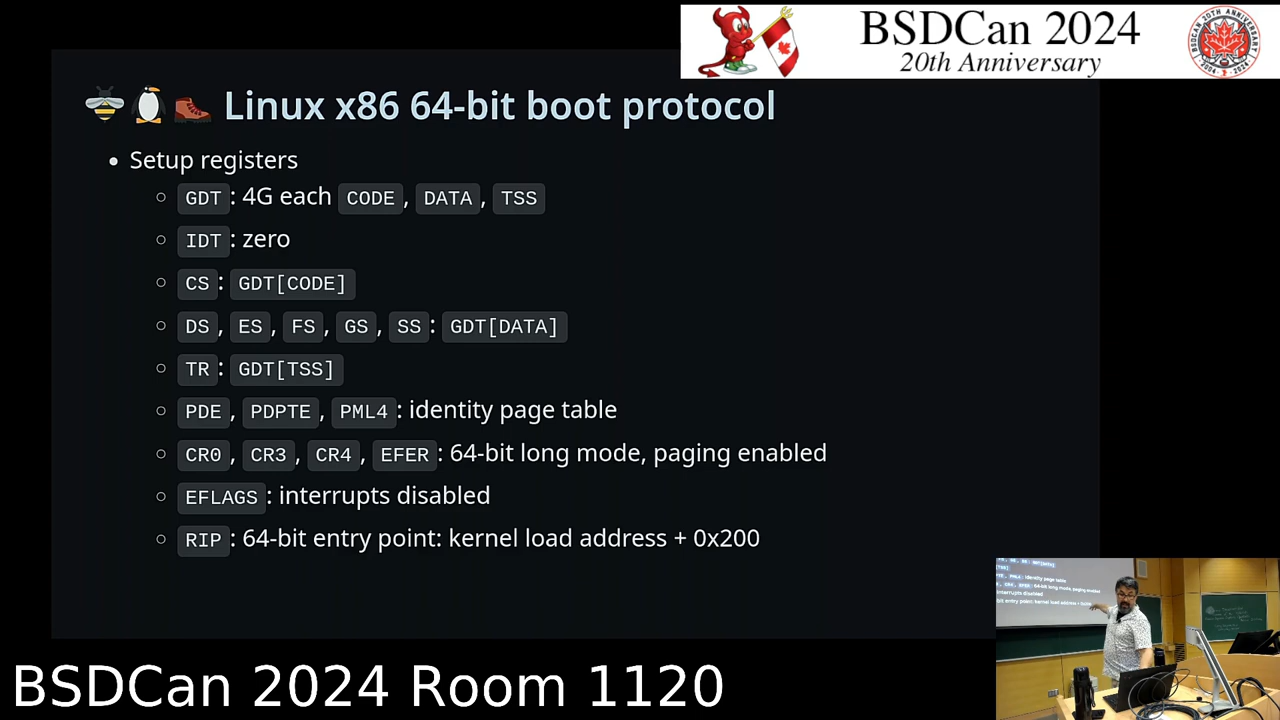 BSDCan 2024
20th Anniversary
Linux x86 64-bit boot protocol
Setup registers
GDT: 4G each CODE, DATA, TSS
IDT: zero
CS: GDT[CODE]
DS, ES, FS, GS, SS: GDT[DATA]
TR: GDT[TSS]
PDE, PDPTE, PML4: identity page table
CR0, CR3, CR4, EFER: 64-bit long mode, paging enabled
EFLAGS: interrupts disabled
RIP: 64-bit entry point: kernel load address + 0x200
BSDCan 2024 Room 1120